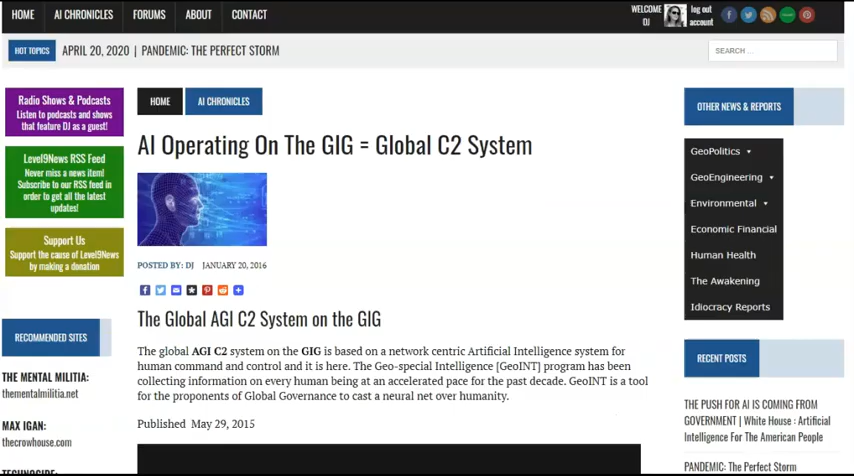 HOME AI CHRONICLES FORUMS ABOUT CONTACT
WELCOME DJ
log out account
HOT TOPICS
APRIL 20, 2020 | PANDEMIC: THE PERFECT STORM
SEARCH ...
Radio Shows & Podcasts
Listen to podcasts and shows
that feature DJ as a guest!
Level9News RSS Feed
Never miss a news item!
Subscribe to our RSS feed in
order to get all the latest
updates!
Support Us
Support the cause of Level9News
by making a donation
RECOMMENDED SITES
THE MENTAL MILITIA:
thementalmilitia.net
MAX IGAN:
thecrowhouse.com
HOME AI CHRONICLES
AI Operating On The GIG = Global C2 System
POSTED BY: DJ JANUARY 20, 2016
The Global AGI C2 System on the GIG
The global AGI C2 system on the GIG is based on a network centric Artificial Intelligence system for
human command and control and it is here. The Geo-special Intelligence [GeoINT] program has been
collecting information on every human being at an accelerated pace for the past decade. GeoINT is a tool
for the proponents of Global Governance to cast a neural net over humanity.
Published May 29, 2015
OTHER NEWS & REPORTS
GeoPolitics
GeoEngineering
Environmental
Economic Financial
Human Health
The Awakening
Idiocracy Reports
RECENT POSTS
THE PUSH FOR AI IS COMING FROM
GOVERNMENT | White House : Artificial
Intelligence For The American People
PANDEMIC: The Perfect Storm